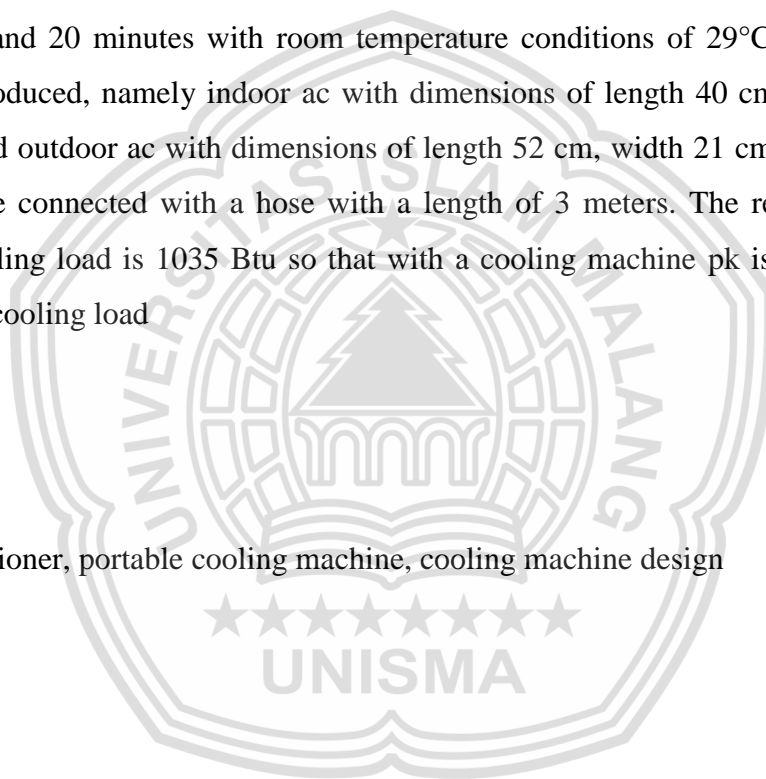 and 20 minutes with room temperature conditions of 29°C
oduced, namely indoor ac with dimensions of length 40 cm
d outdoor ac with dimensions of length 52 cm, width 21 cm
e connected with a hose with a length of 3 meters. The re
ling load is 1035 Btu so that with a cooling machine pk is
cooling load
UNIVERSITAS ISLAM MALANG
ioner, portable cooling machine, cooling machine design
UNISMA